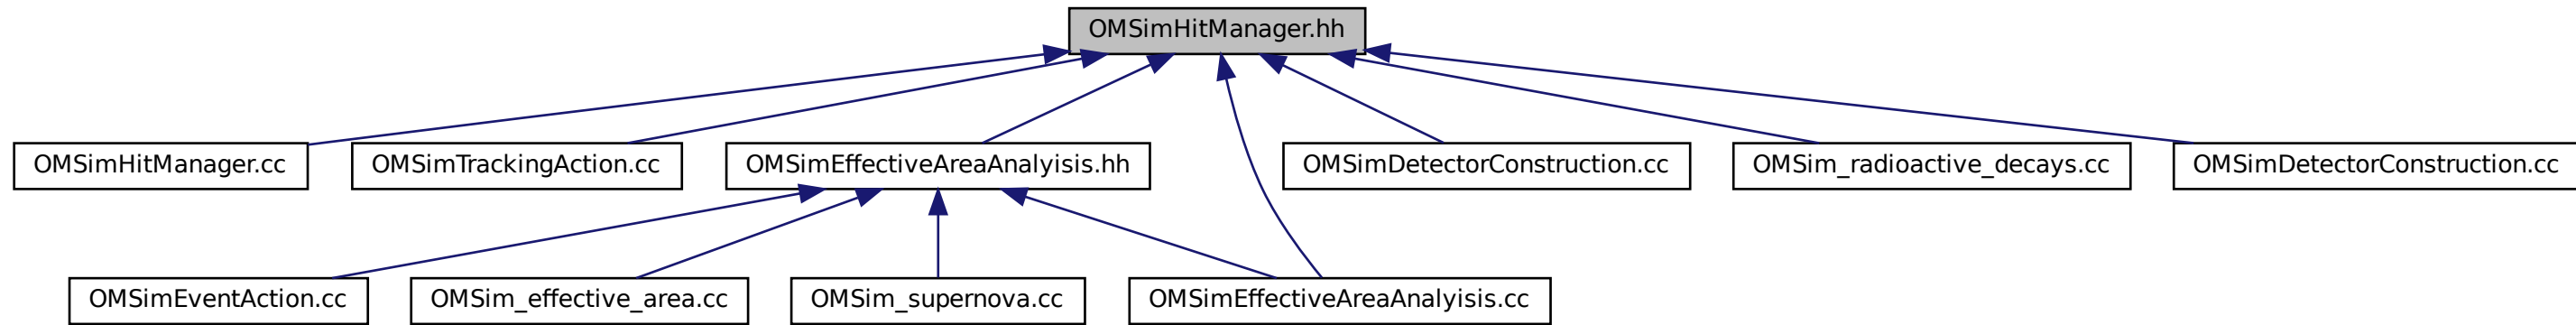 OMSimHitManager.hh
OMSimHitManager.cc
OMSimTrackingAction.cc
OMSimEffectiveAreaAnalyisis.hh
OMSimDetectorConstruction.cc
OMSim_radioactive_decays.cc
OMSimDetectorConstruction.cc
OMSimEventAction.cc
OMSim_effective_area.cc
OMSim_supernova.cc
OMSimEffectiveAreaAnalyisis.cc